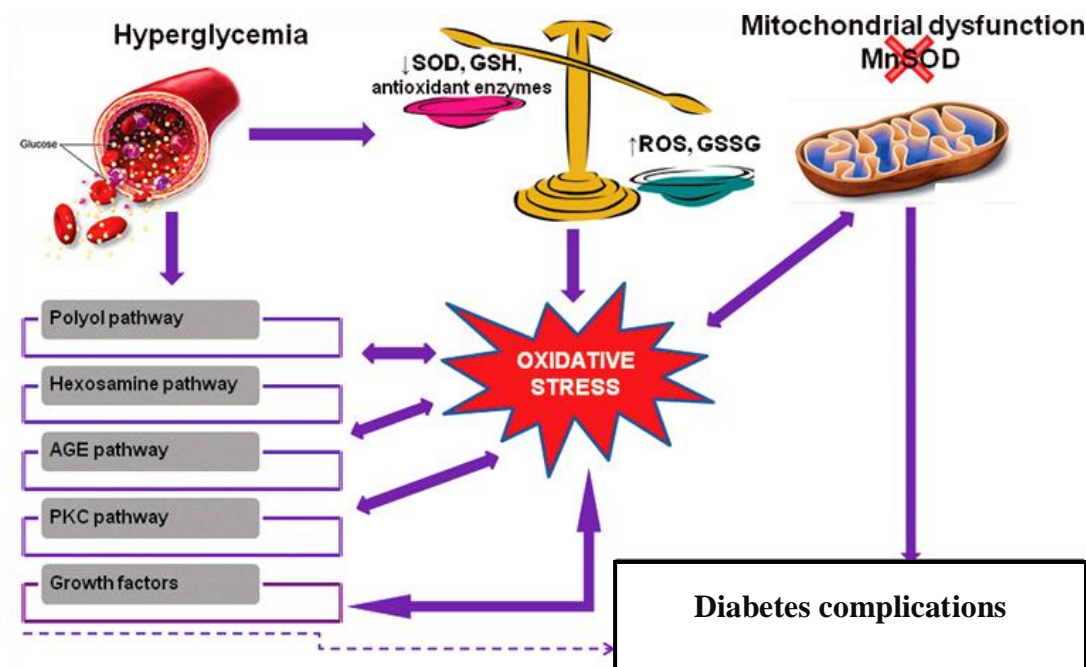 Hyperglycemia
Glucose
↓SOD, GSH,
antioxidant enzymes
↑ROS, GSSG
Mitochondrial dysfunction
MnSOD
Polyol pathway
Hexosamine pathway
AGE pathway
PKC pathway
Growth factors
OXIDATIVE
STRESS
Diabetes complications